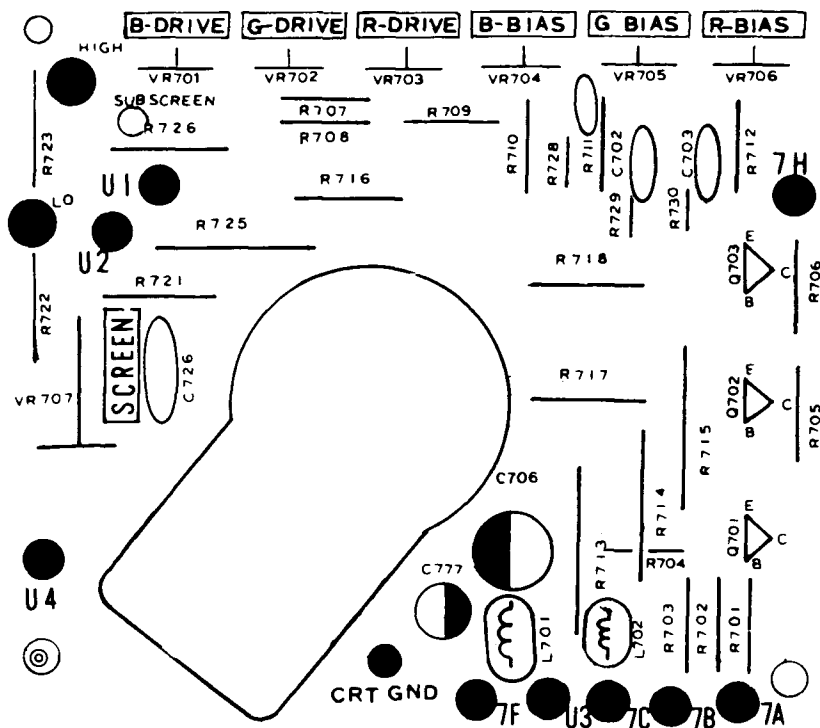 B-DRIVE G-DRIVE R-DRIVE B-BIAS G BIAS R-BIAS
HIGH
VR701 VR702 VR703 VR704 VR705 VR706
SUB SCREEN
R726
R707
R708
R709
R723
R710
R728
R711
C702
C703
R712
7H
U1
R716
LO
R729
R730
U2
R725
R718
E
Q703
C
B
R706
R721
R722
SCREEN
C726
VR707
R717
E
Q702
C
B
R705
R715
C706
R714
E
Q701
C
B
R713
R704
C777
U4
L701
L702
R703
R702
R701
CRT GND
7F U3 7C 7B 7A